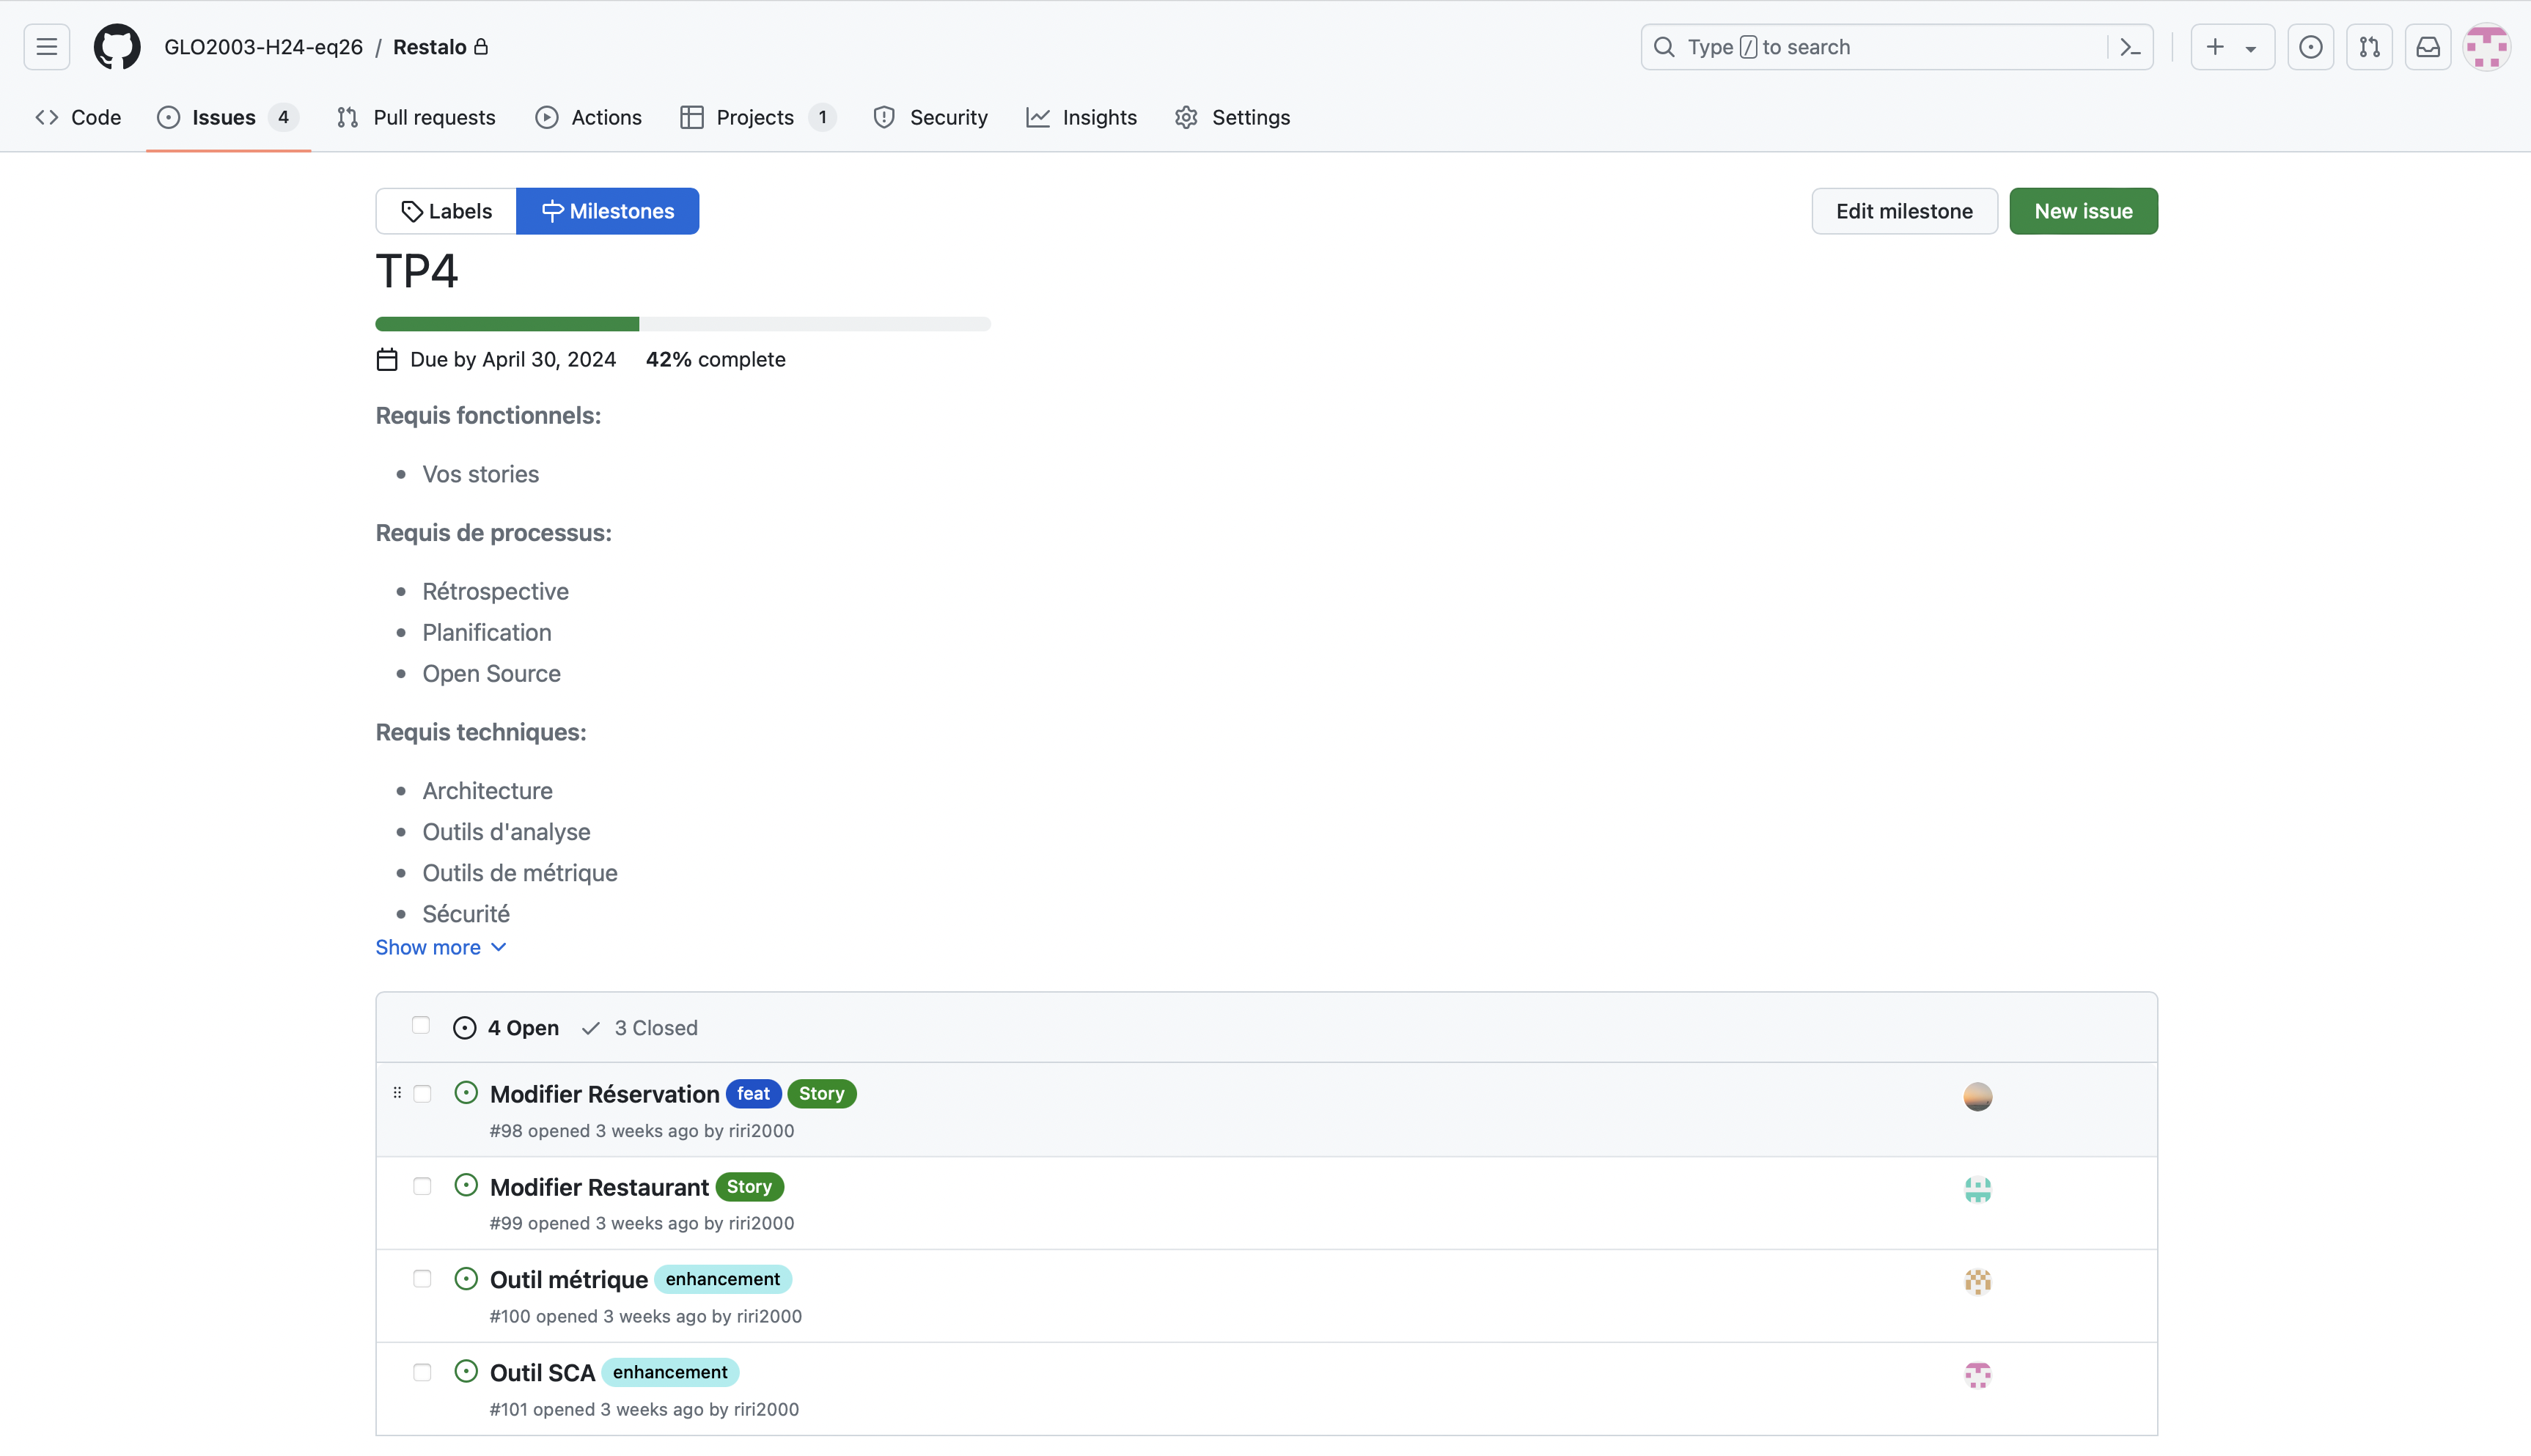 GLO2003-H24-eq26 / Restalo
Type / to search
Code
Issues 4
Pull requests
Actions
Projects 1
Security
Insights
Settings
Labels
Milestones
Edit milestone
New issue
TP4
Due by April 30, 2024 42% complete
Requis fonctionnels:
• Vos stories
Requis de processus:
• Rétrospective
• Planification
• Open Source
Requis techniques:
• Architecture
• Outils d'analyse
• Outils de métrique
• Sécurité
Show more
4 Open 3 Closed
Modifier Réservation feat Story
#98 opened 3 weeks ago by riri2000
Modifier Restaurant Story
#99 opened 3 weeks ago by riri2000
Outil métrique enhancement
#100 opened 3 weeks ago by riri2000
Outil SCA enhancement
#101 opened 3 weeks ago by riri2000